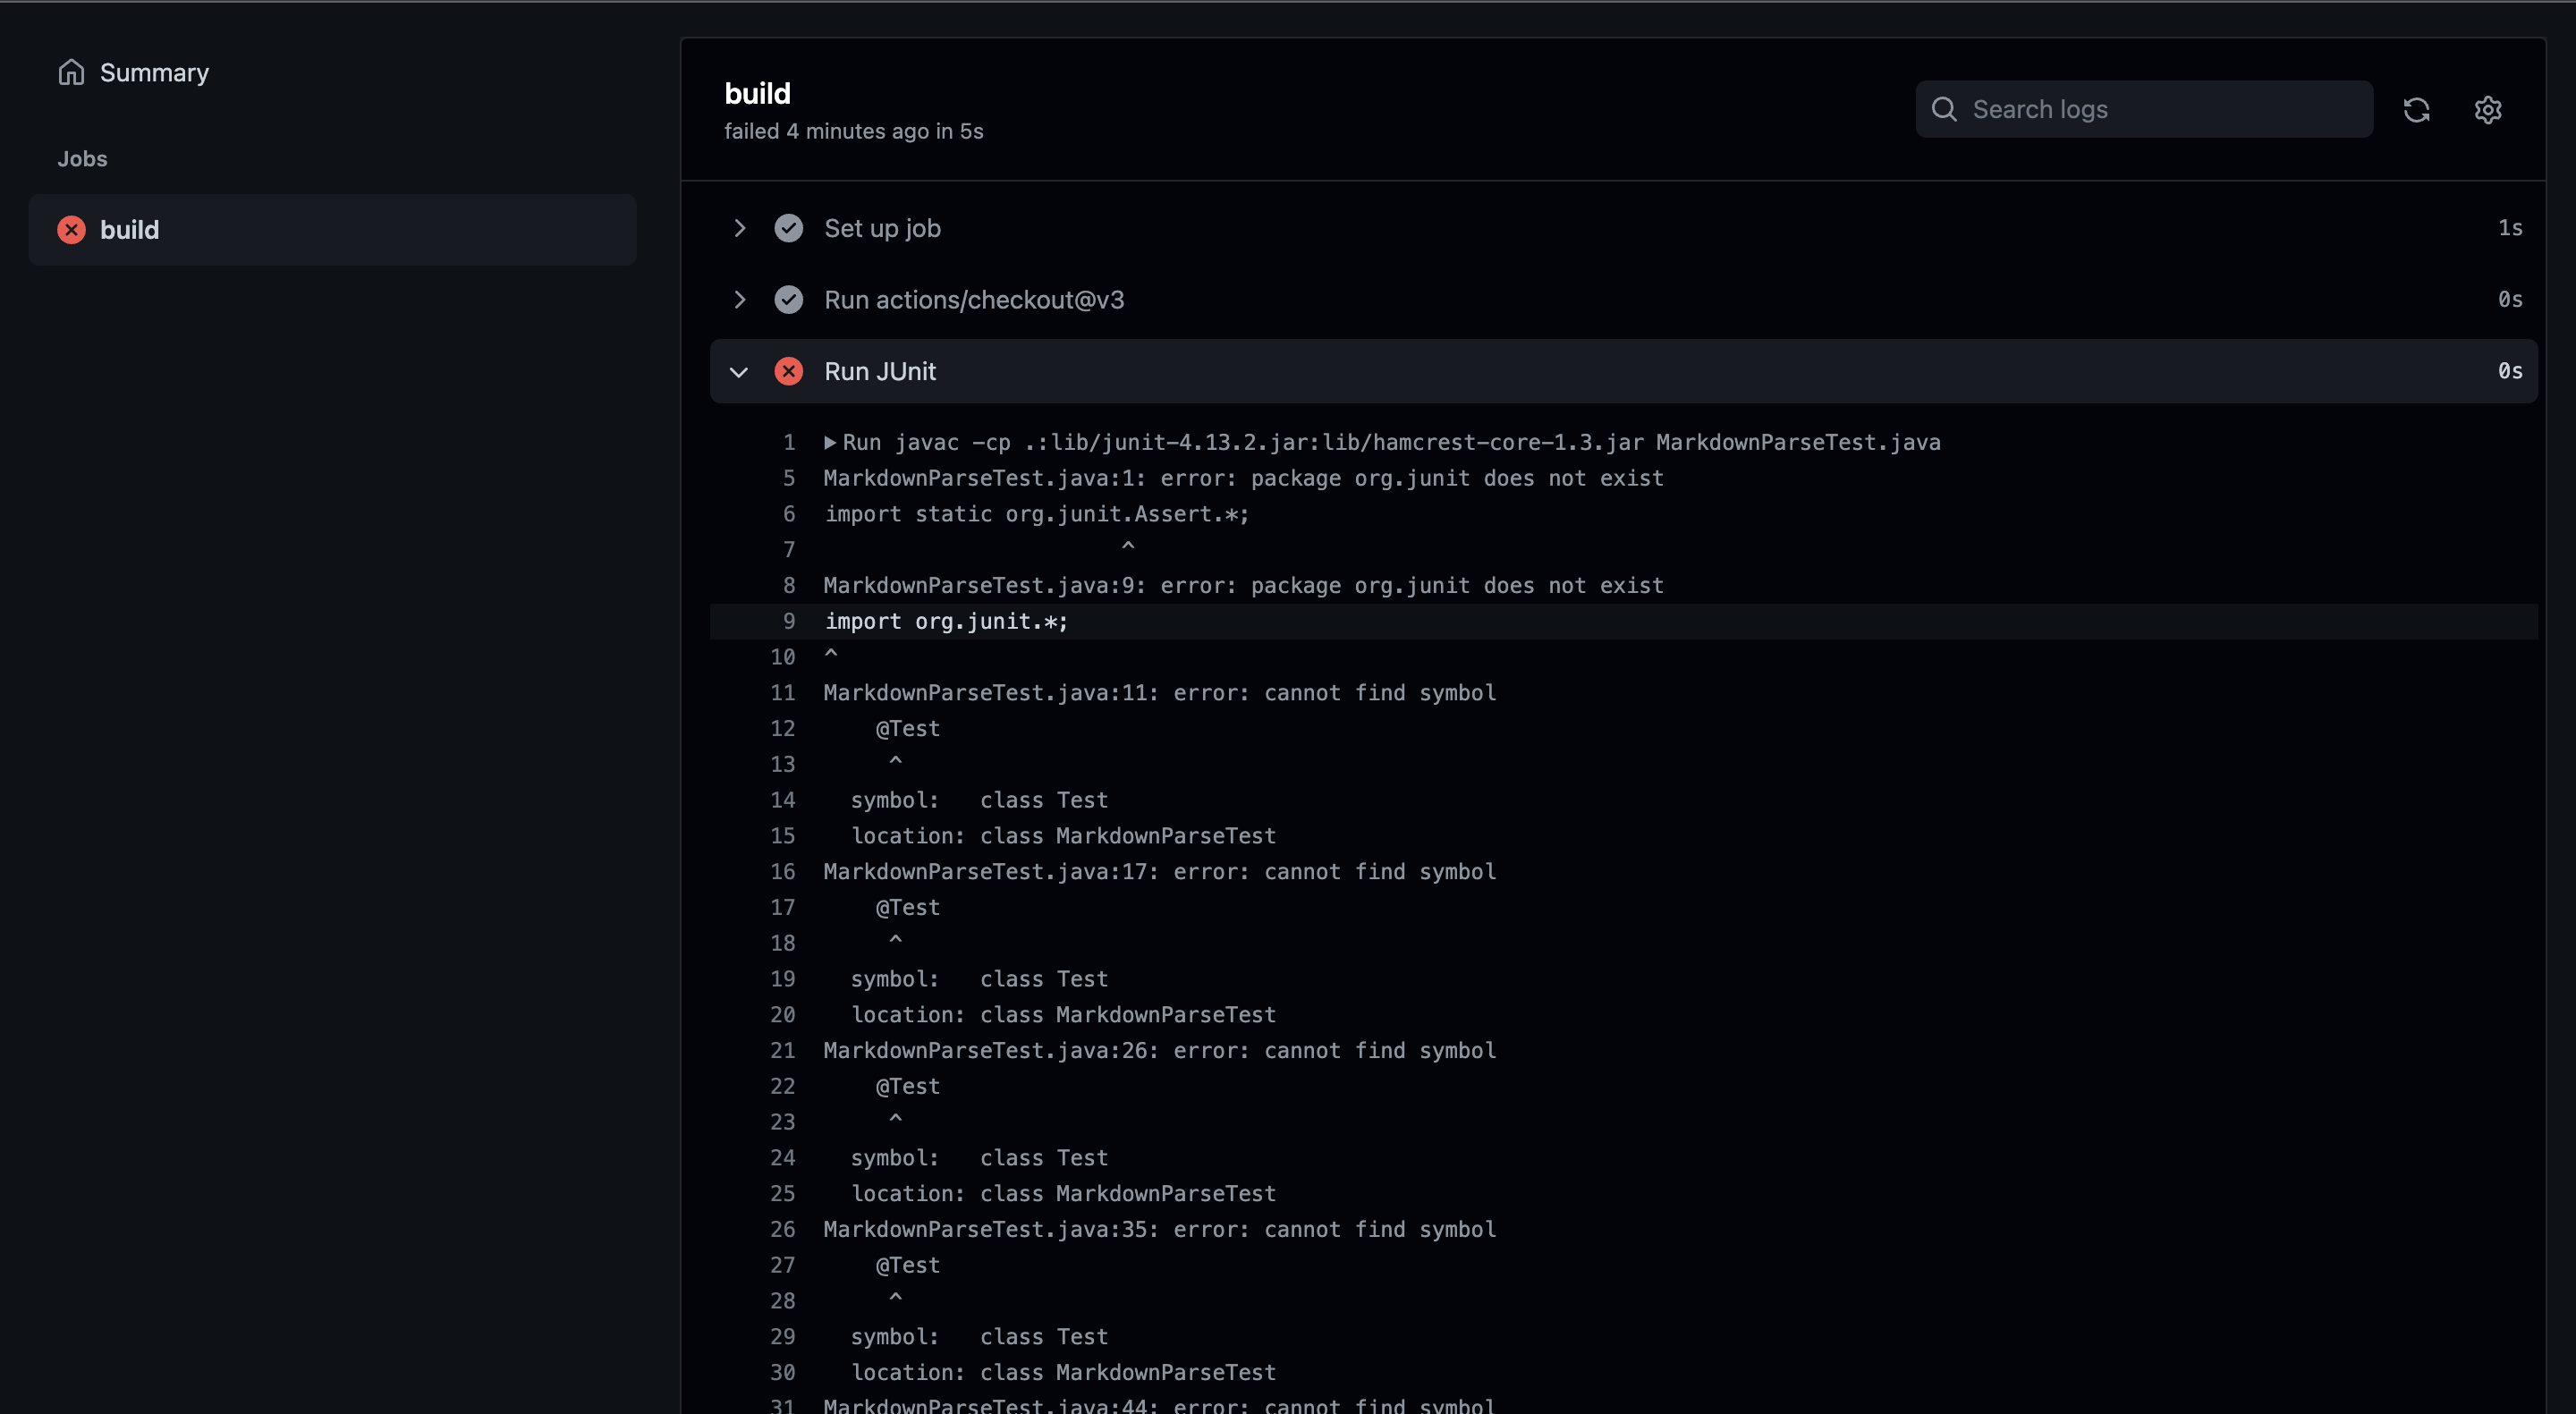 Summary
Jobs
build
build
failed 4 minutes ago in 5s
Search logs
Set up job 1s
Run actions/checkout@v3 0s
Run JUnit 0s
1 Run javac -cp .:lib/junit-4.13.2.jar:lib/hamcrest-core-1.3.jar MarkdownParseTest.java
5 MarkdownParseTest.java:1: error: package org.junit does not exist
6 import static org.junit.Assert.*;
7 ^
8 MarkdownParseTest.java:9: error: package org.junit does not exist
9 import org.junit.*;
10 ^
11 MarkdownParseTest.java:11: error: cannot find symbol
12 @Test
13 ^
14 symbol: class Test
15 location: class MarkdownParseTest
16 MarkdownParseTest.java:17: error: cannot find symbol
17 @Test
18 ^
19 symbol: class Test
20 location: class MarkdownParseTest
21 MarkdownParseTest.java:26: error: cannot find symbol
22 @Test
23 ^
24 symbol: class Test
25 location: class MarkdownParseTest
26 MarkdownParseTest.java:35: error: cannot find symbol
27 @Test
28 ^
29 symbol: class Test
30 location: class MarkdownParseTest
31 MarkdownParseTest.java:44: error: cannot find symbol